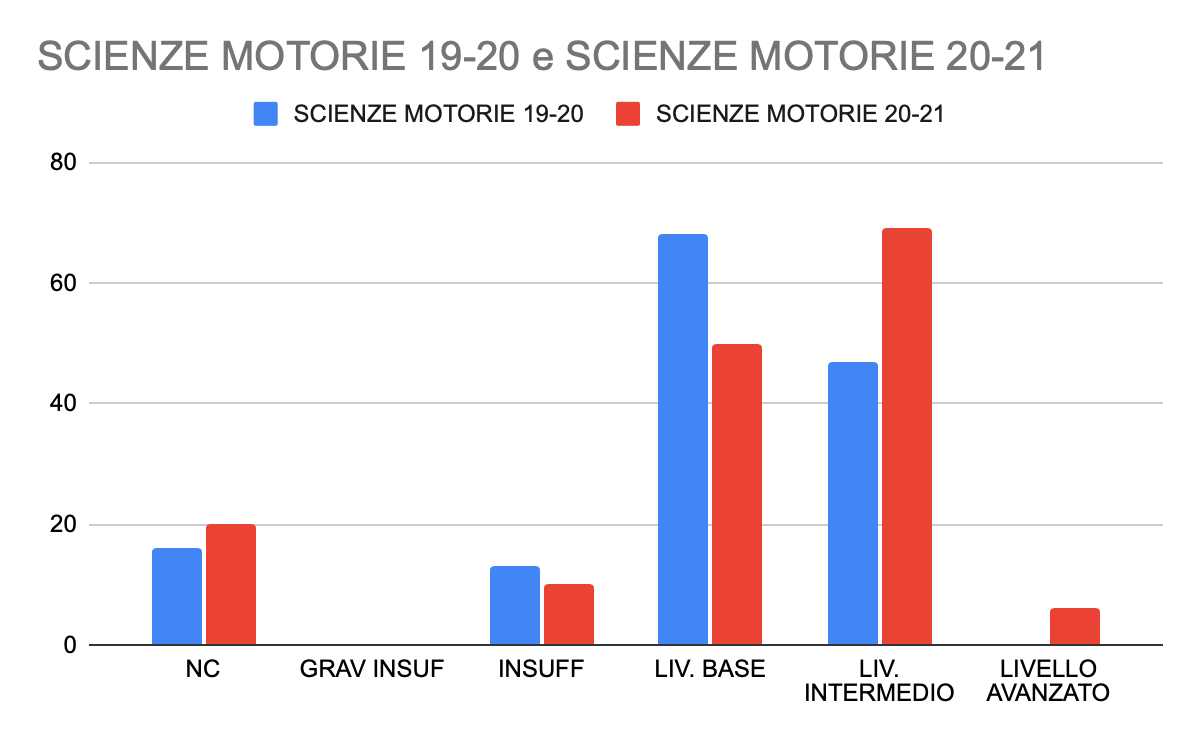 SCIENZE MOTORIE 19-20 e SCIENZE MOTORIE 20-21
SCIENZE MOTORIE 19-20 SCIENZE MOTORIE 20-21
80
60
40
20
0
NC GRAV INSUF INSUFF LIV. BASE LIV. INTERMEDIO LIVELLO AVANZATO